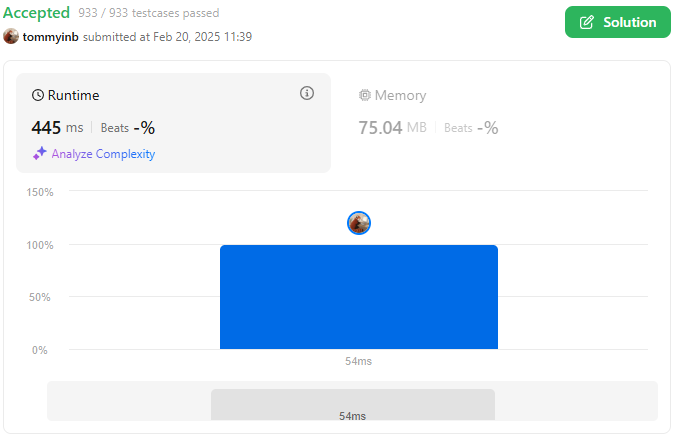 Accepted 933 / 933 testcases passed
tommyinb submitted at Feb 20, 2025 11:39
Solution
Runtime
445 ms | Beats -%
Analyze Complexity
Memory
75.04 MB | Beats -%
150%
100%
50%
0%
54ms
54ms